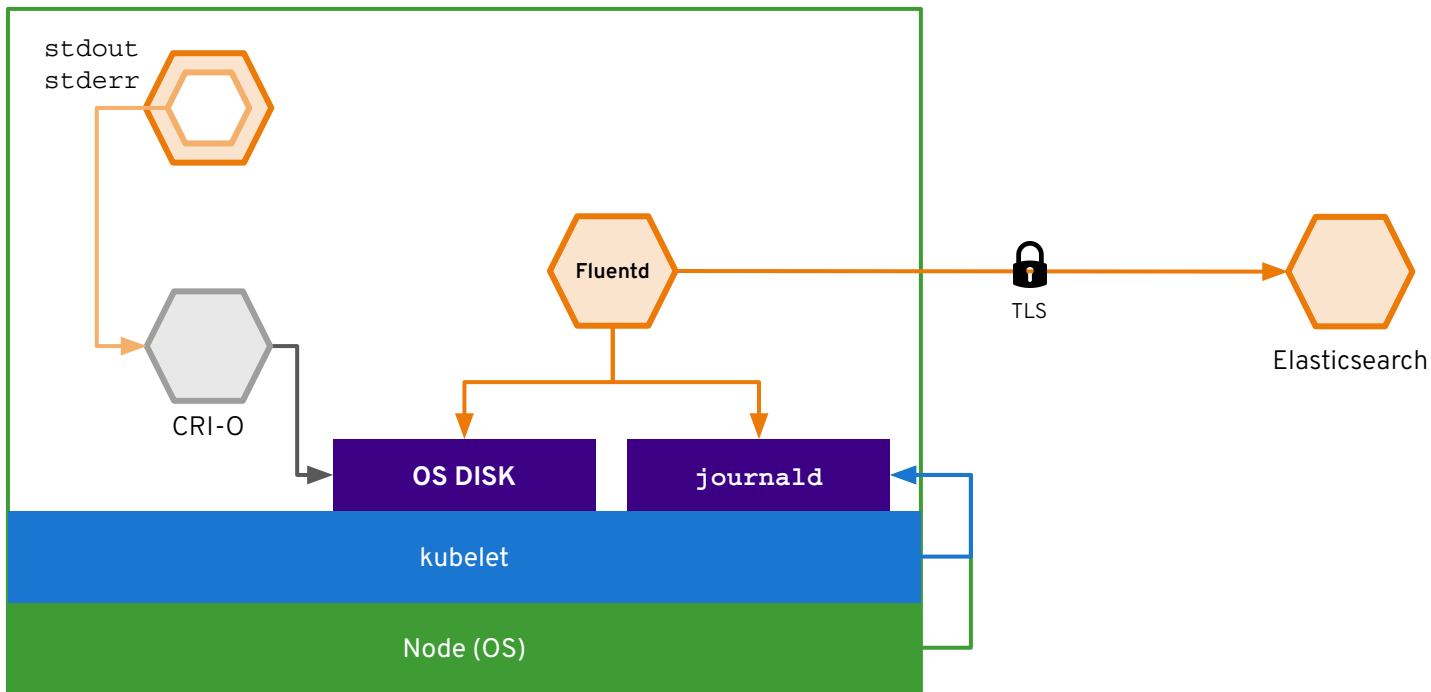 stdout
stderr
Fluentd
TLS
Elasticsearch
CRI-O
OS DISK
journald
kubelet
Node (OS)